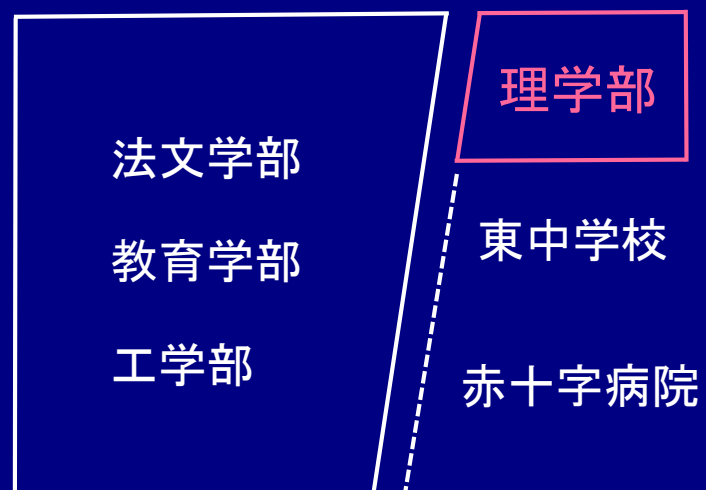 理学部
法文学部
教育学部
工学部
東中学校
赤十字病院